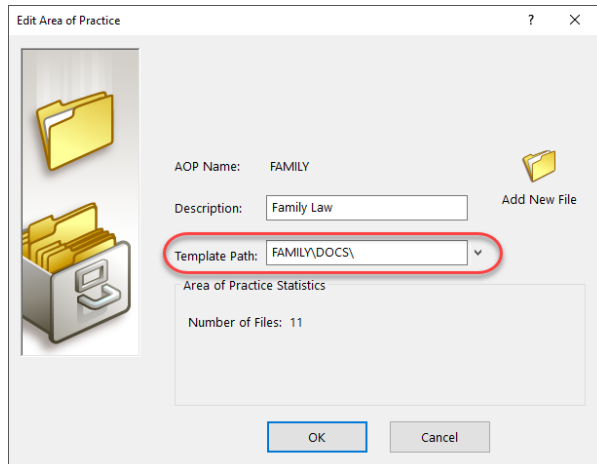 Edit Area of Practice ? ×
AOP Name: FAMILY
Add New File
Description: Family Law
Template Path: FAMILY\DOCS\
Area of Practice Statistics
Number of Files: 11
OK Cancel